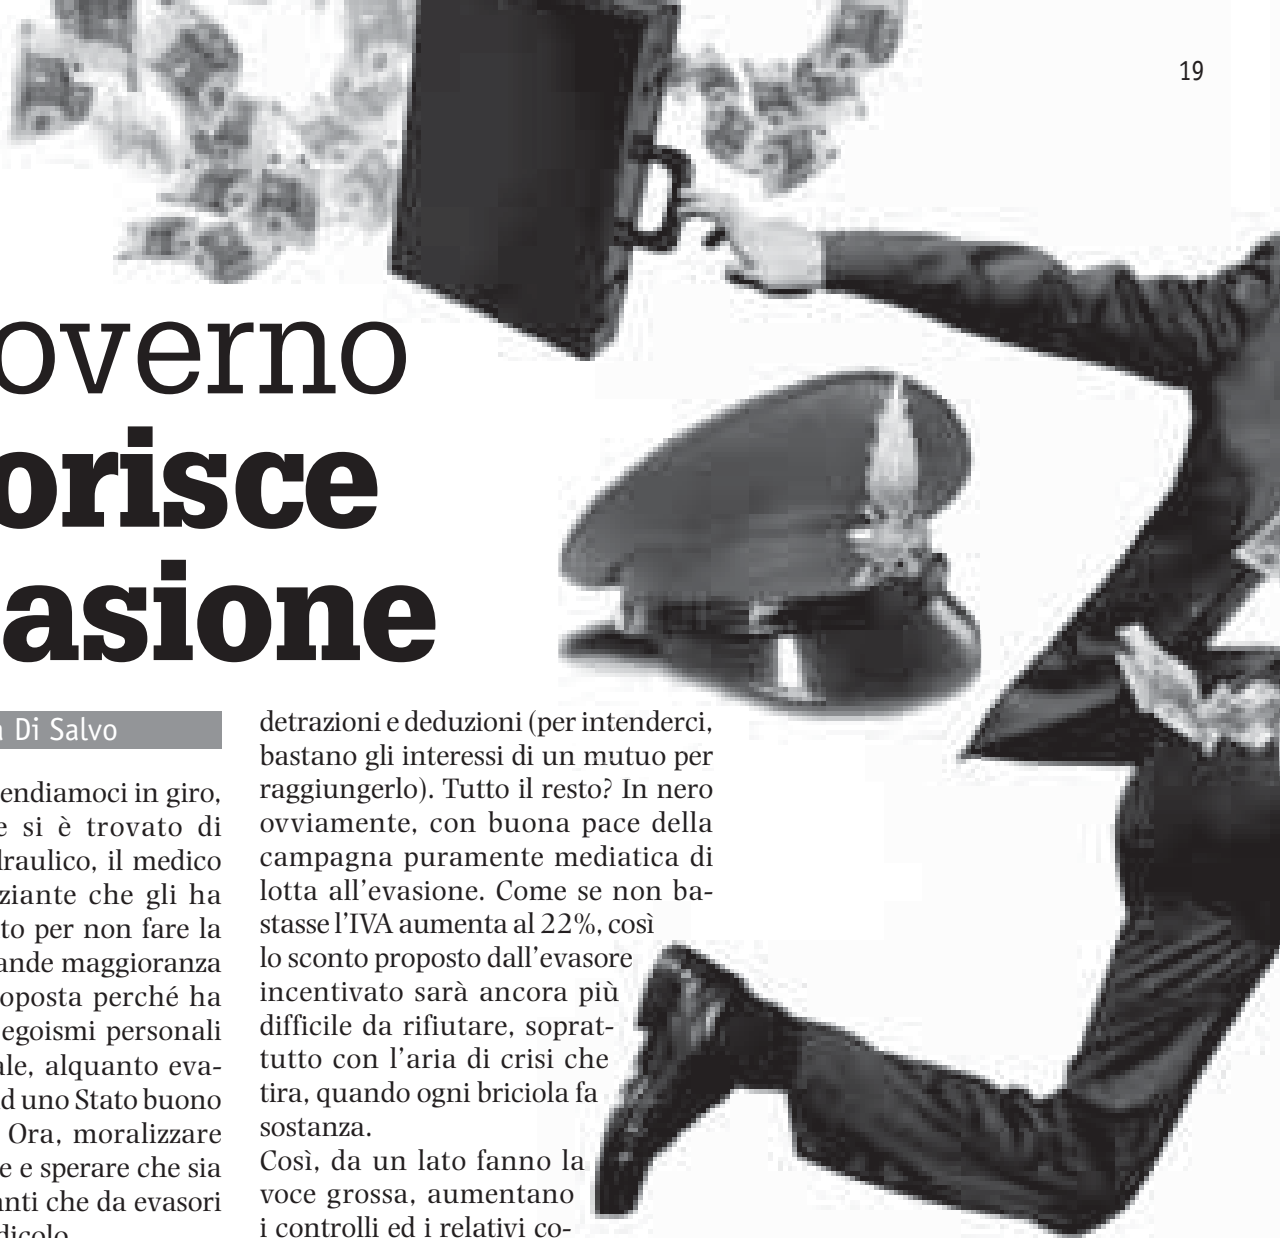 19
overno
orisce
asione
a Di Salvo
endiamoci in giro,
e si è trovato di
draulico, il medico
ziante che gli ha
to per non fare la
ande maggioranza
oposta perché ha
egoismi personali
ale, alquanto eva-
d uno Stato buono
Ora, moralizzare
e e sperare che sia
anti che da evasori
dicolo
detrazioni e deduzioni (per intenderci,
bastano gli interessi di un mutuo per
raggiungerlo). Tutto il resto? In nero
ovviamente, con buona pace della
campagna puramente mediatica di
lotta all'evasione. Come se non ba-
stasse l'IVA aumenta al 22%, così
lo sconto proposto dall'evasore
incentivato sarà ancora più
difficile da rifiutare, soprat-
tutto con l'aria di crisi che
tira, quando ogni briciola fa
sostanza.
Così, da un lato fanno la
voce grossa, aumentano
i controlli ed i relativi co-